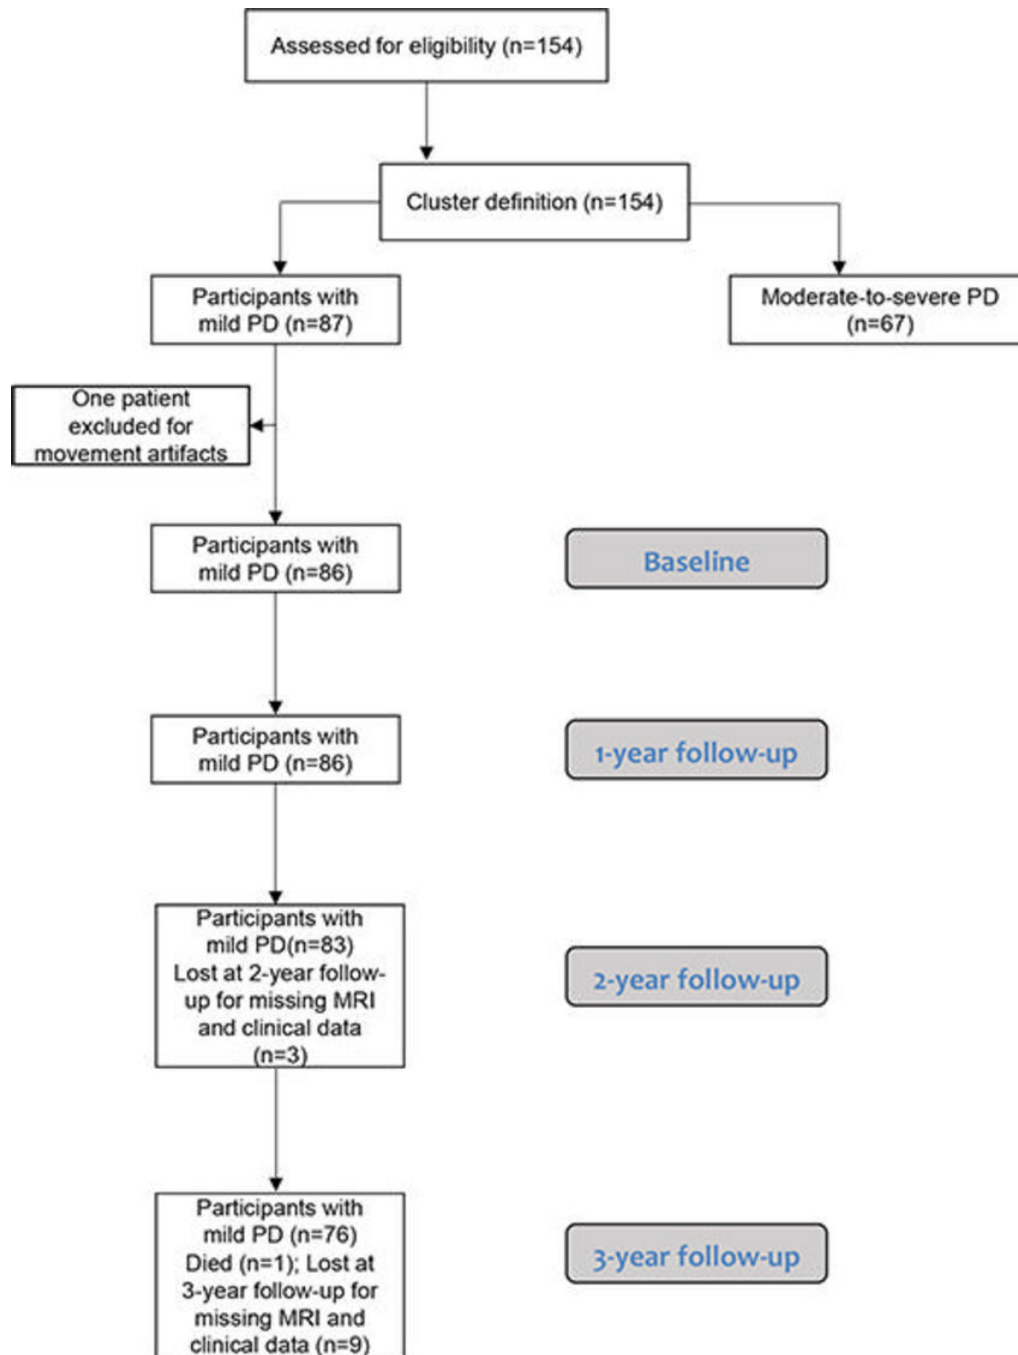 Assessed for eligibility (n=154)
Cluster definition (n=154)
Participants with
mild PD (n=87)
Moderate-to-severe PD
(n=67)
One patient
excluded for
movement artifacts
Participants with
mild PD (n=86)
Baseline
Participants with
mild PD (n=86)
1-year follow-up
Participants with
mild PD(n=83)
Lost at 2-year follow-
up for missing MRI
and clinical data
(n=3)
2-year follow-up
Participants with
mild PD (n=76)
Died (n=1); Lost at
3-year follow-up for
missing MRI and
clinical data (n=9)
3-year follow-up